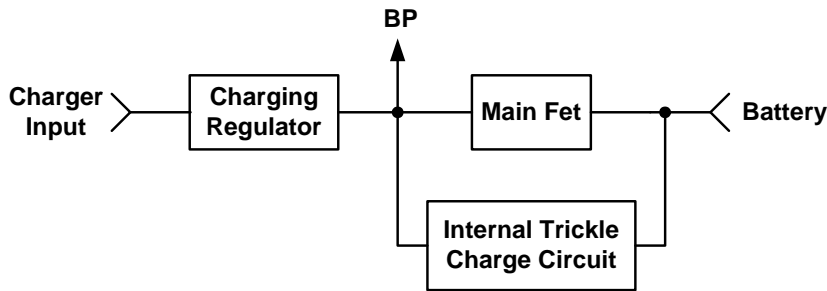 BP
Charger
Input
Charging
Regulator
Main Fet
Battery
Internal Trickle
Charge Circuit